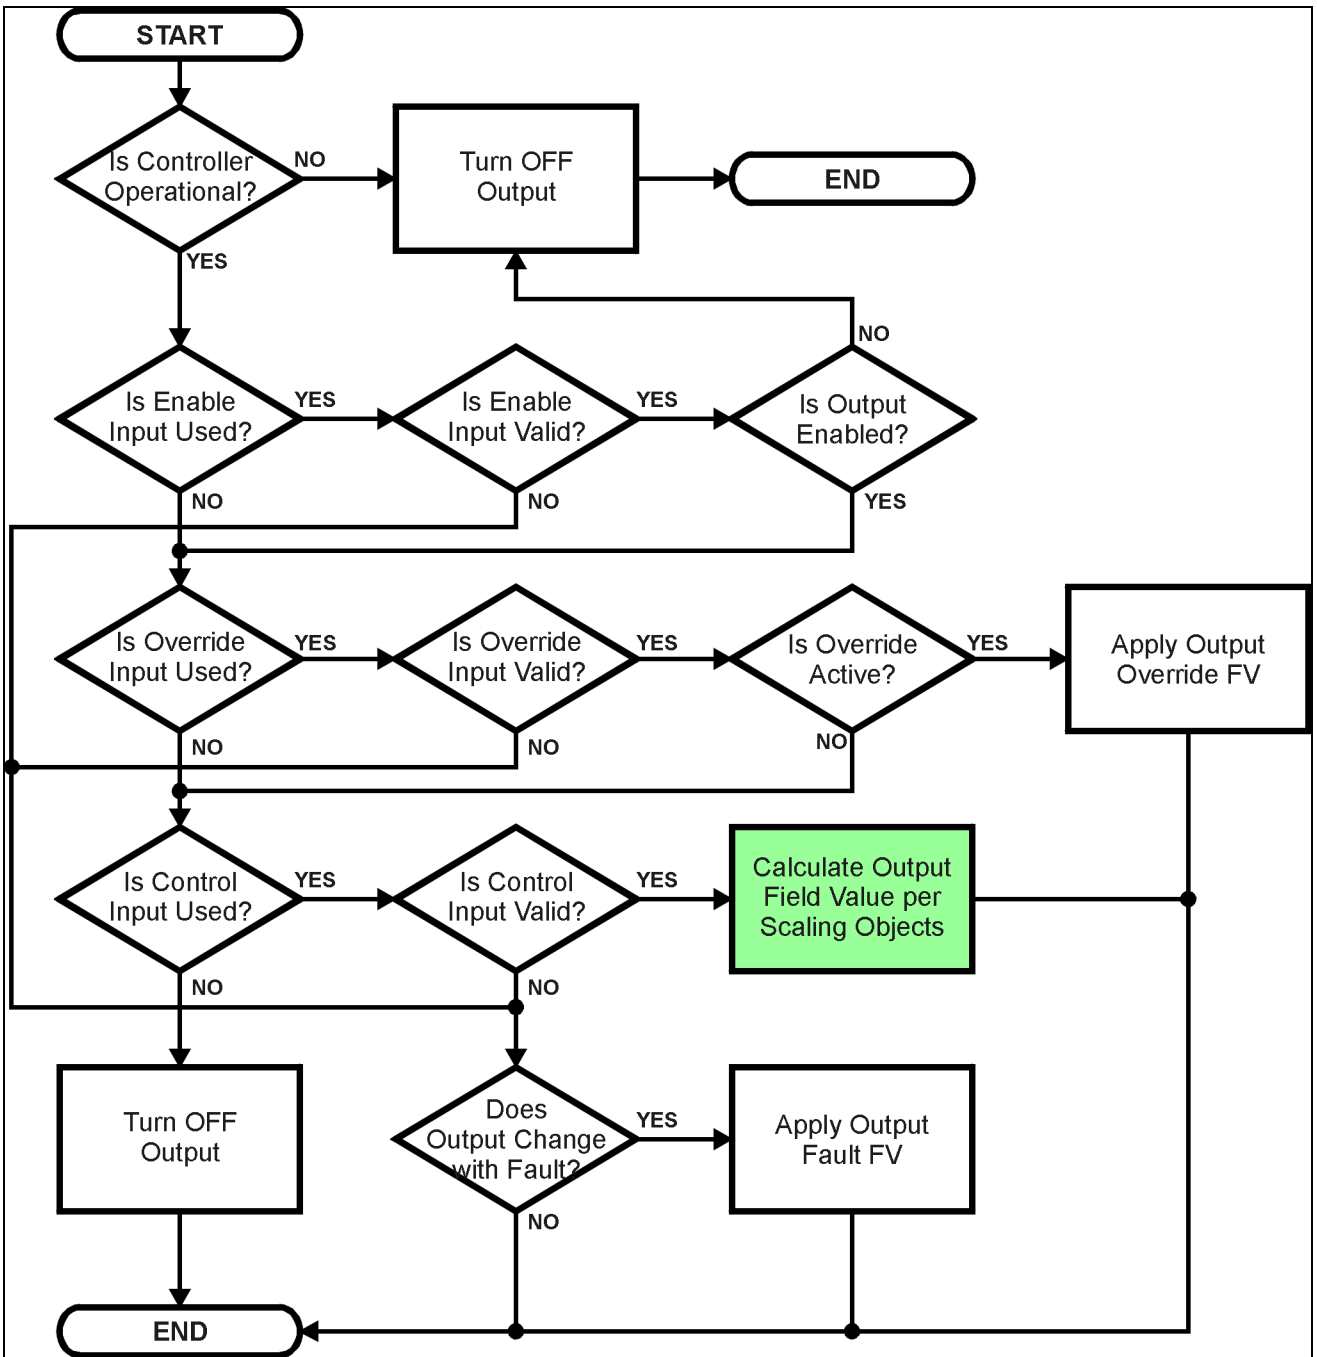 START
Is Controller
Operational?
NO
Turn OFF
Output
END
YES
NO
Is Enable
Input Used?
YES
Is Enable
Input Valid?
YES
Is Output
Enabled?
NO
NO
YES
Is Override
Input Used?
YES
Is Override
Input Valid?
YES
Is Override
Active?
YES
Apply Output
Override FV
NO
NO
NO
Is Control
Input Used?
YES
Is Control
Input Valid?
YES
Calculate Output
Field Value per
Scaling Objects
NO
NO
Turn OFF
Output
Does
Output Change
with Fault?
YES
Apply Output
Fault FV
NO
END